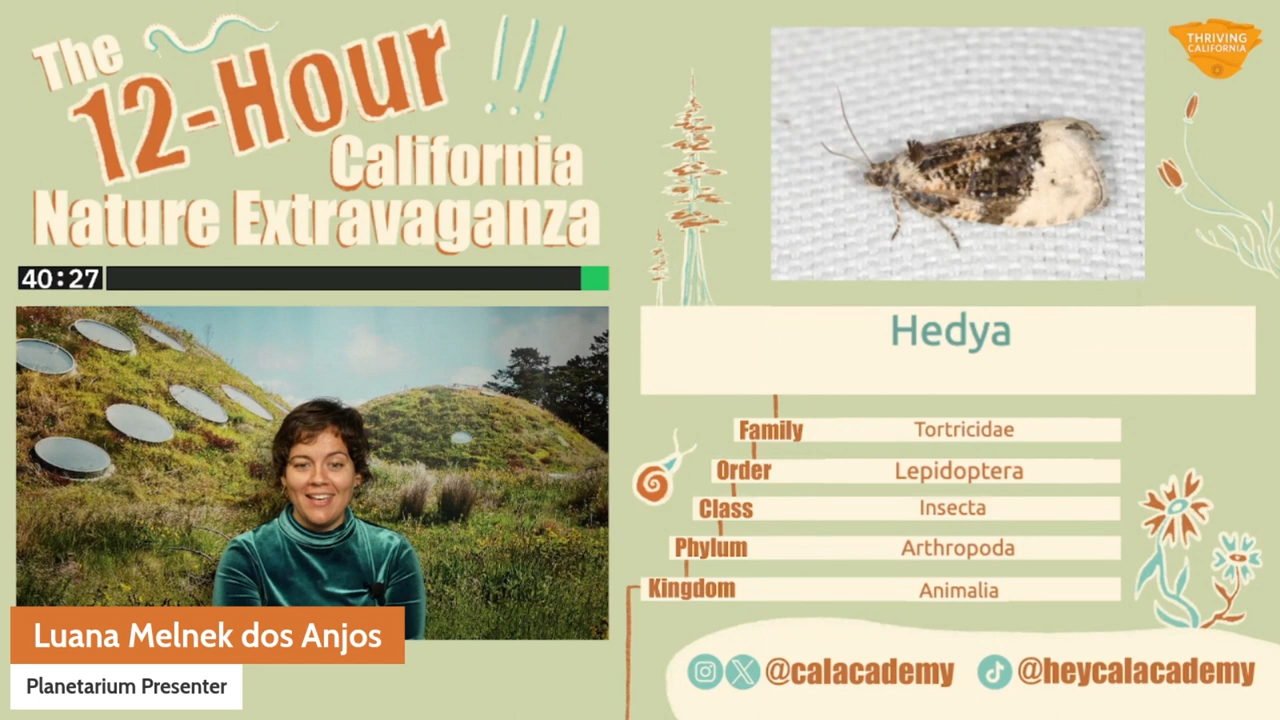 The
12-Hour
!!!
California
Nature Extravaganza
40:27
Luana Melnek dos Anjos
Planetarium Presenter
THRIVING
CALIFORNIA
Hedya
Family Tortricidae
Order Lepidoptera
Class Insecta
Phylum Arthropoda
Kingdom Animalia
@calacademy @heycalacademy